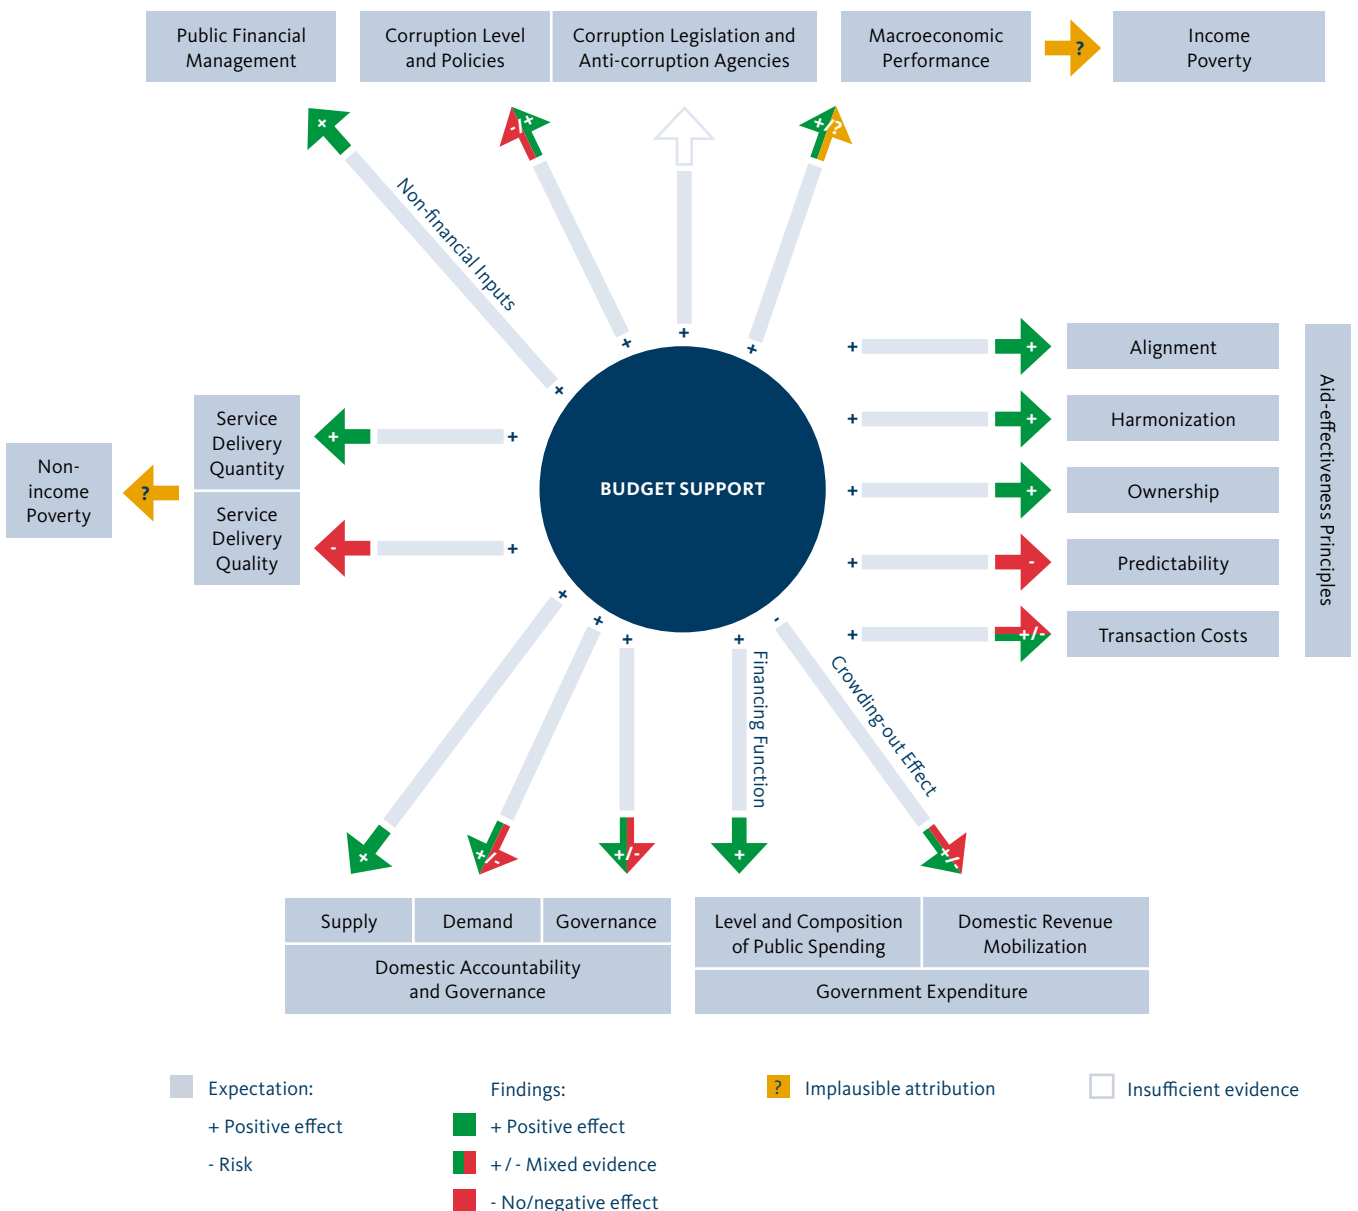 Public Financial
Management
Corruption Level
and Policies
Corruption Legislation and
Anti-corruption Agencies
Macroeconomic
Performance
?
Income
Poverty
+
-/+
+/?
Non-financial Inputs
+
+
+
+
+
+
Alignment
+
+
Harmonization
+
+
Ownership
+
-
Predictability
+
+/-
Transaction Costs
Aid-effectiveness Principles
Service
Delivery
Quantity
+
+
Non-
income
Poverty
?
Service
Delivery
Quality
-
+
BUDGET SUPPORT
+
+
+
+
-
Financing Function
Crowding-out Effect
+
+/-
+/-
+
+/-
Supply
Demand
Governance
Domestic Accountability
and Governance
Level and Composition
of Public Spending
Domestic Revenue
Mobilization
Government Expenditure
Expectation:
+ Positive effect
- Risk
Findings:
+ Positive effect
+ / - Mixed evidence
- No/negative effect
? Implausible attribution
Insufficient evidence